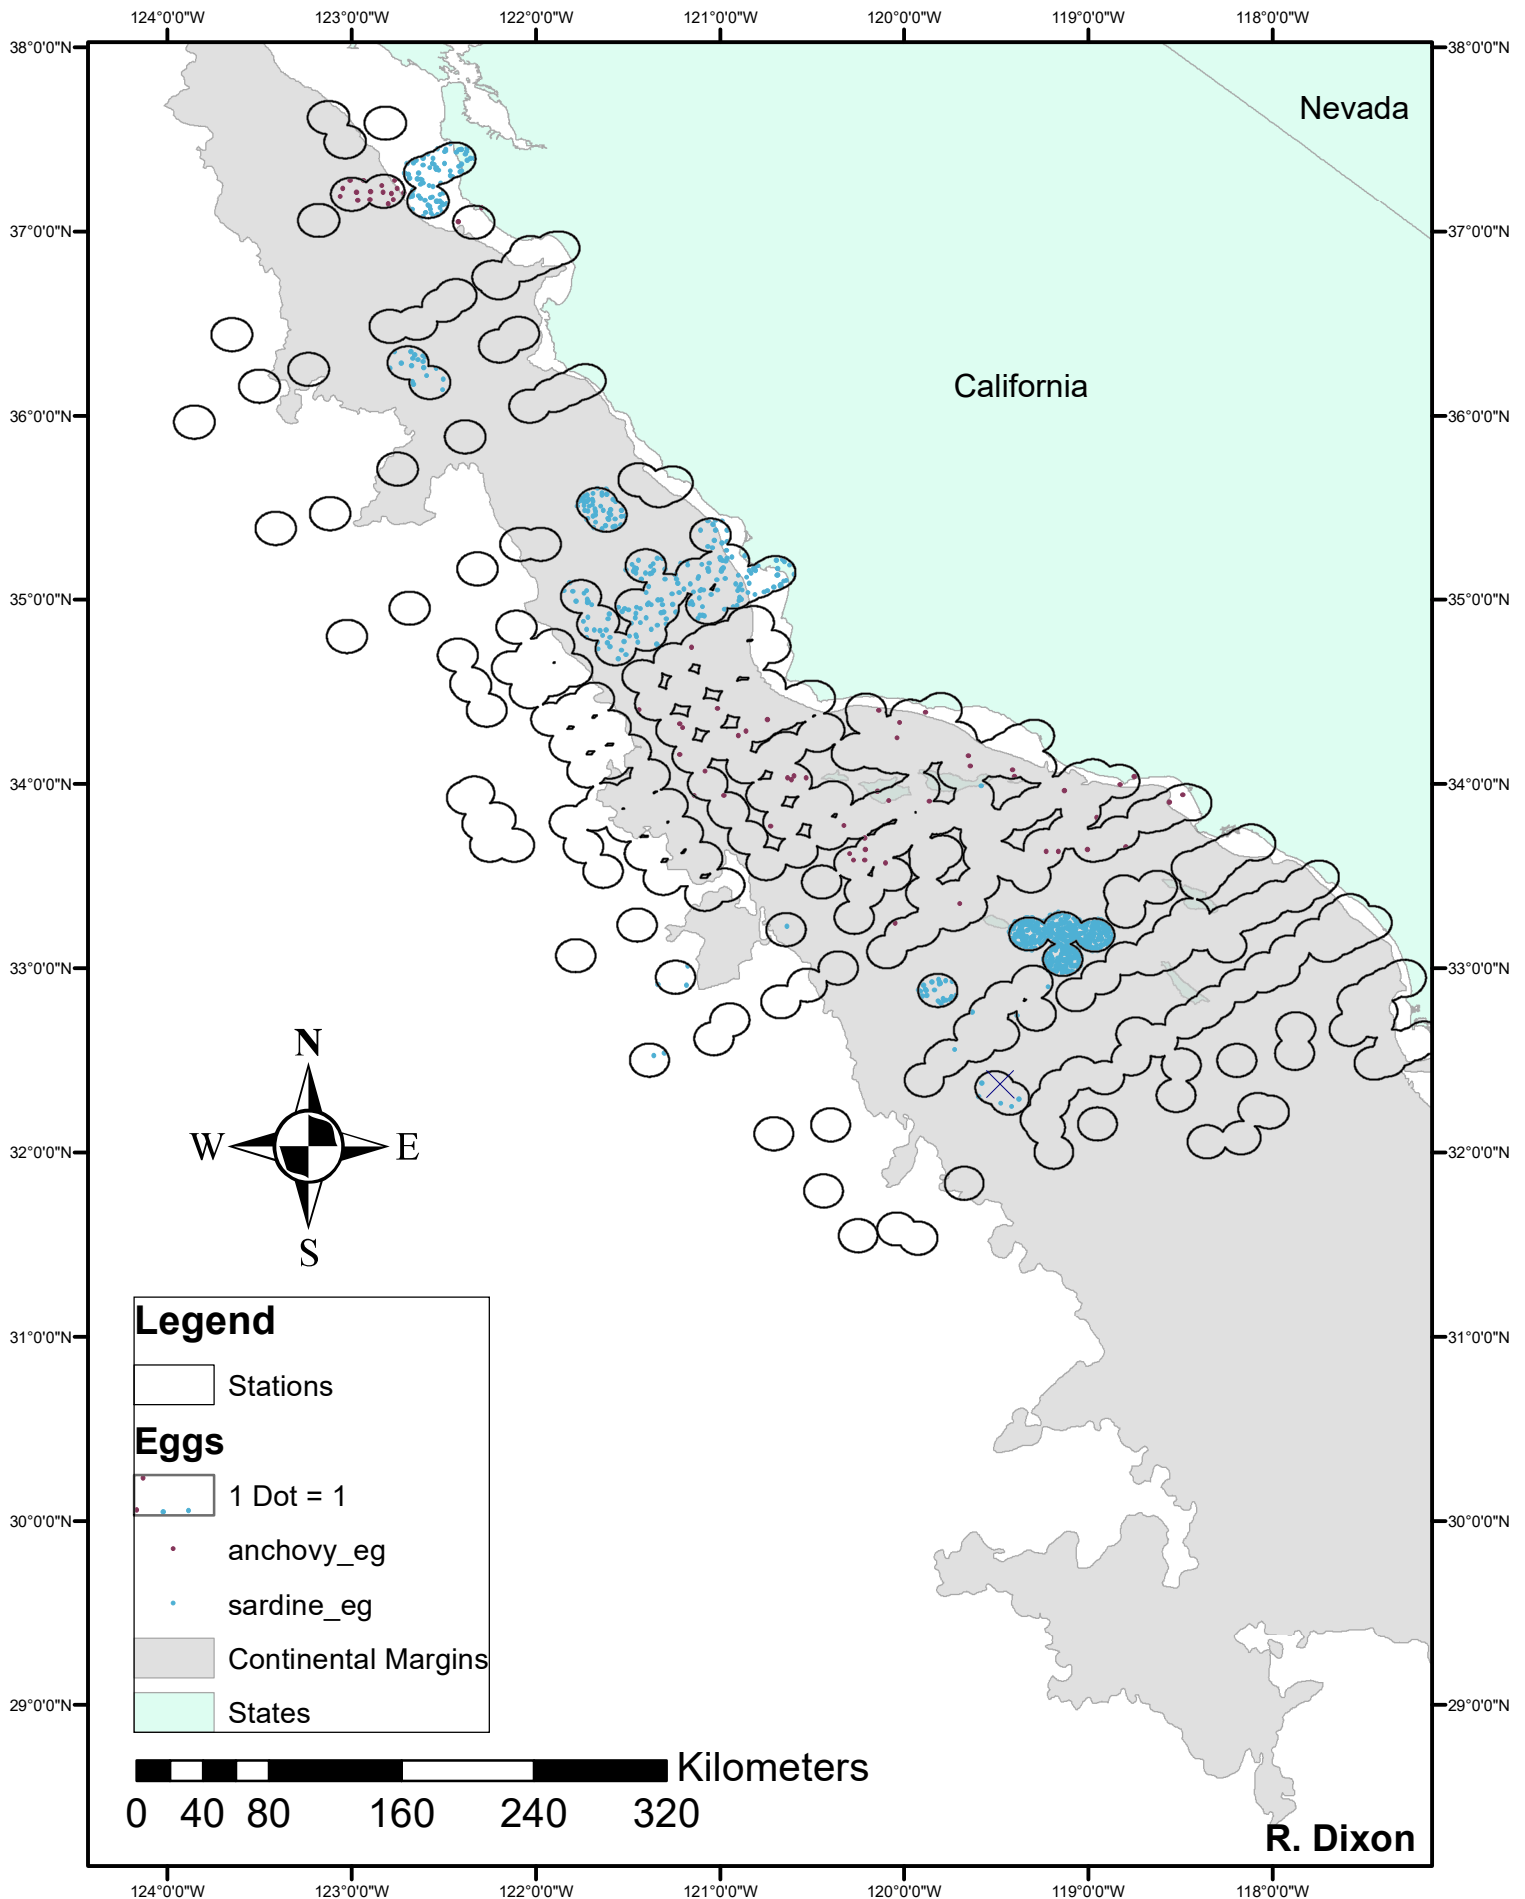 124°0'0"W 123°0'0"W 122°0'0"W 121°0'0"W 120°0'0"W 119°0'0"W 118°0'0"W
38°0'0"N 38°0'0"N
Nevada
37°0'0"N 37°0'0"N
California
36°0'0"N 36°0'0"N
35°0'0"N 35°0'0"N
34°0'0"N 34°0'0"N
33°0'0"N 33°0'0"N
N
W E
32°0'0"N 32°0'0"N
S
Legend
31°0'0"N 31°0'0"N
Stations
Eggs
1 Dot = 1
30°0'0"N 30°0'0"N
anchovy_eg
sardine_eg
Continental Margins
29°0'0"N 29°0'0"N
States
Kilometers
0 40 80 160 240 320
R. Dixon
124°0'0"W 123°0'0"W 122°0'0"W 121°0'0"W 120°0'0"W 119°0'0"W 118°0'0"W